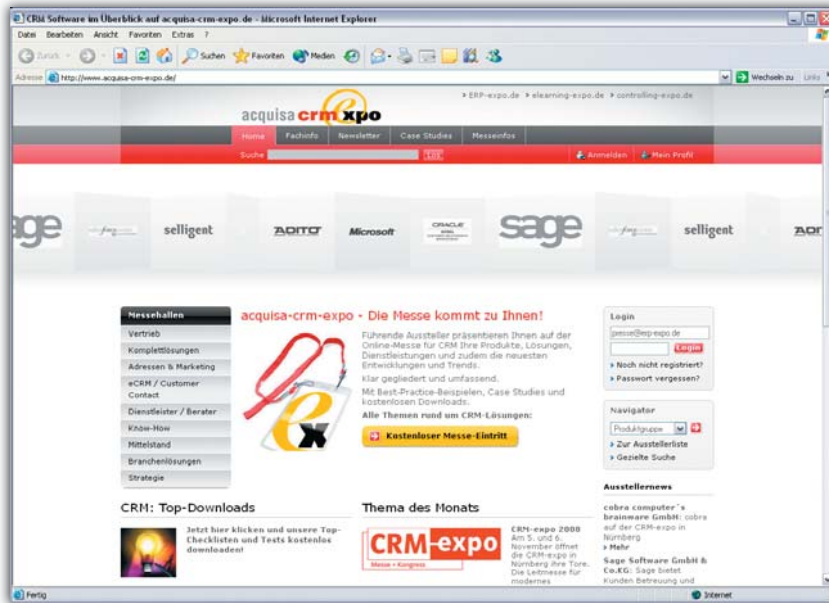 CRM Software im Überblick auf acquisa-crm-expo.de - Microsoft Internet Explorer
Datei Bearbeiten Ansicht Favoriten Extras ?
Zurück Suchen Favoriten Medien
Adresse http://www.acquisa-crm-expo.de/ Wechseln zu Links
ERP-expo.de elearning-expo.de controlling-expo.de
acquisa crm expo
Home Fachinfo Newsletter Case Studies Messeinfos
Suche LOS Anmelden Mein Profil
sage selligent ADITO Microsoft ORACLE sage selligent
Messehallen
Vertrieb
Komplettlösungen
Adressen & Marketing
eCRM / Customer
Contact
Dienstleister / Berater
Know-How
Mittelstand
Branchenlösungen
Strategie
acquisa-crm-expo - Die Messe kommt zu Ihnen!
Führende Aussteller präsentieren Ihnen auf der
Online-Messe für CRM Ihre Produkte, Lösungen,
Dienstleistungen und zudem die neuesten
Entwicklungen und Trends.
Klar gegliedert und umfassend.
Mit Best-Practice-Beispielen, Case Studies und
kostenlosen Downloads.
Alle Themen rund um CRM-Lösungen:
Kostenloser Messe-Eintritt
ex
Login
presse@erp-expo.de
Login
Noch nicht registriert?
Passwort vergessen?
Navigator
Produktgruppe
Zur Ausstellerliste
Gezielte Suche
Ausstellernews
cobra computer´s
brainware GmbH: cobra
auf der CRM-expo in
Nürnberg
Mehr
Sage Software GmbH &
Co.KG: Sage bietet
Kunden Betreuung und
CRM: Top-Downloads
Jetzt hier klicken und unsere Top-
Checklisten und Tests kostenlos
downloaden!
Thema des Monats
CRM-expo
Messe + Kongress
CRM-expo 2008
Am 5. und 6.
November öffnet
die CRM-expo in
Nürnberg ihre Tore.
Die Leitmesse für
modernes
Fertig Internet